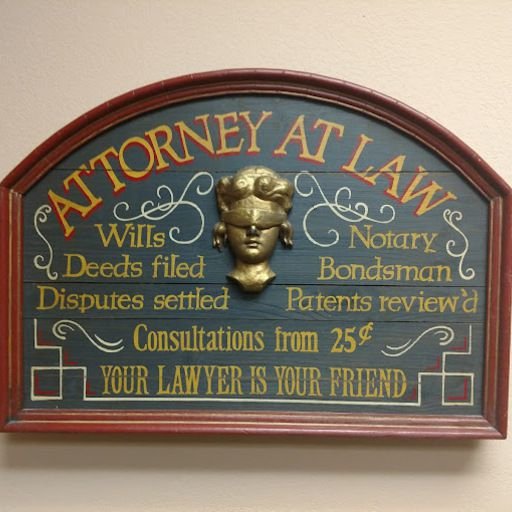 ATTORNEY AT LAW
Wills Notary
Deeds filed Bondsman
Disputes settled Patents review'd
Consultations from 25¢
YOUR LAWYER IS YOUR FRIEND